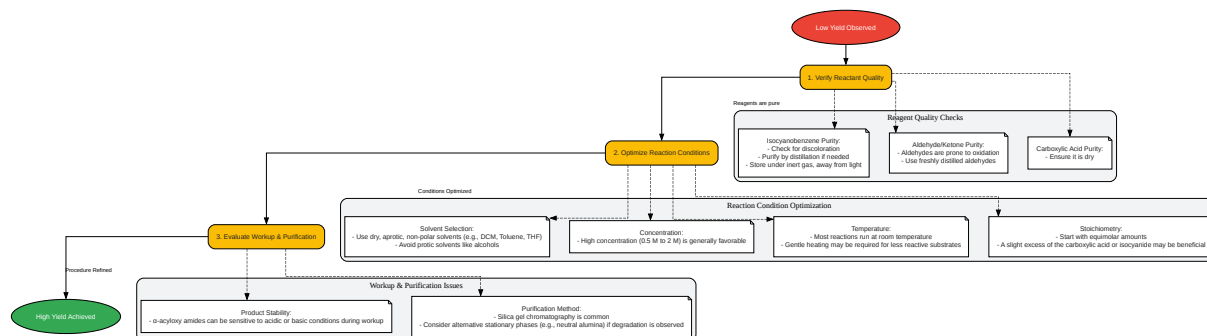 Low Yield Observed
1. Verify Reactant Quality
Reagents are pure
Reagent Quality Checks
Isocyanobenzene Purity:
- Check for discoloration
- Purify by distillation if needed
- Store under inert gas, away from light
Aldehyde/Ketone Purity:
- Aldehydes are prone to oxidation
- Use freshly distilled aldehydes
Carboxylic Acid Purity:
- Ensure it is dry
2. Optimize Reaction Conditions
Conditions Optimized
Reaction Condition Optimization
Solvent Selection:
- Use dry, aprotic, non-polar solvents (e.g., DCM, Toluene, THF)
- Avoid protic solvents like alcohols
Concentration:
- High concentration (0.5 M to 2 M) is generally favorable
Temperature:
- Most reactions run at room temperature
- Gentle heating may be required for less reactive substrates
Stoichiometry:
- Start with equimolar amounts
- A slight excess of the carboxylic acid or isocyanide may be beneficial
3. Evaluate Workup & Purification
Procedure Refined
Workup & Purification Issues
Product Stability:
- α-acyloxy amides can be sensitive to acidic or basic conditions during workup
Purification Method:
- Silica gel chromatography is common
- Consider alternative stationary phases (e.g., neutral alumina) if degradation is observed
High Yield Achieved